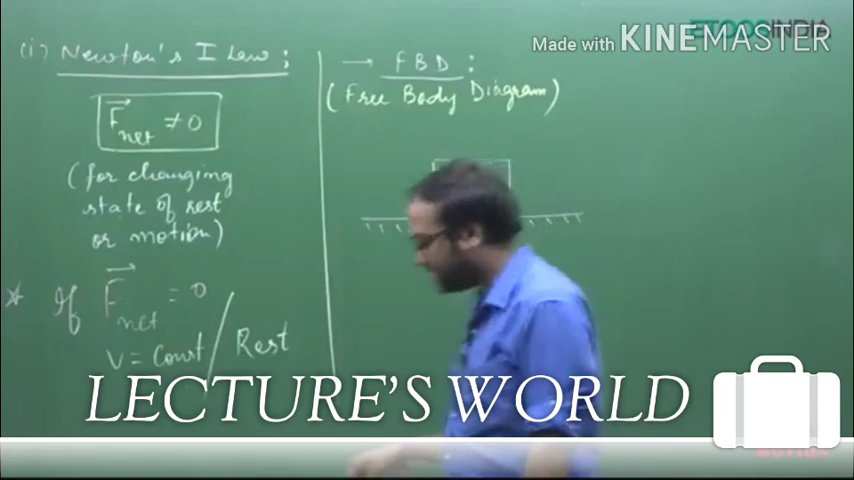 ETOOSINDIA
Made with KINEMASTER
(i) Newton's I Law :
F net ≠ 0
(for changing
state of rest
or motion)
* If F net = 0
v = Const / Rest
→ FBD :
(Free Body Diagram)
LECTURE'S WORLD